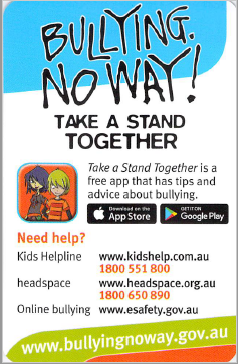 BULLYING.
NO WAY!
TAKE A STAND
TOGETHER
Take a Stand Together is a
free app that has tips and
advice about bullying.
Download on the
App Store
GET IT ON
Google Play
Need help?
Kids Helpline www.kidshelp.com.au
1800 551 800
headspace www.headspace.org.au
1800 650 890
Online bullying www.esafety.gov.au
www.bullyingnoway.gov.au